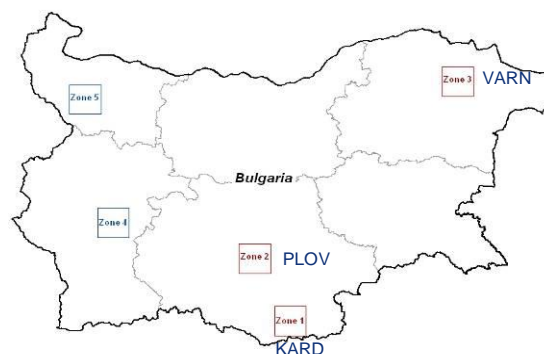 Zone 3 VARN
Zone 5
Bulgaria
Zone 4
Zone 2 PLOV
Zone 1
KARD